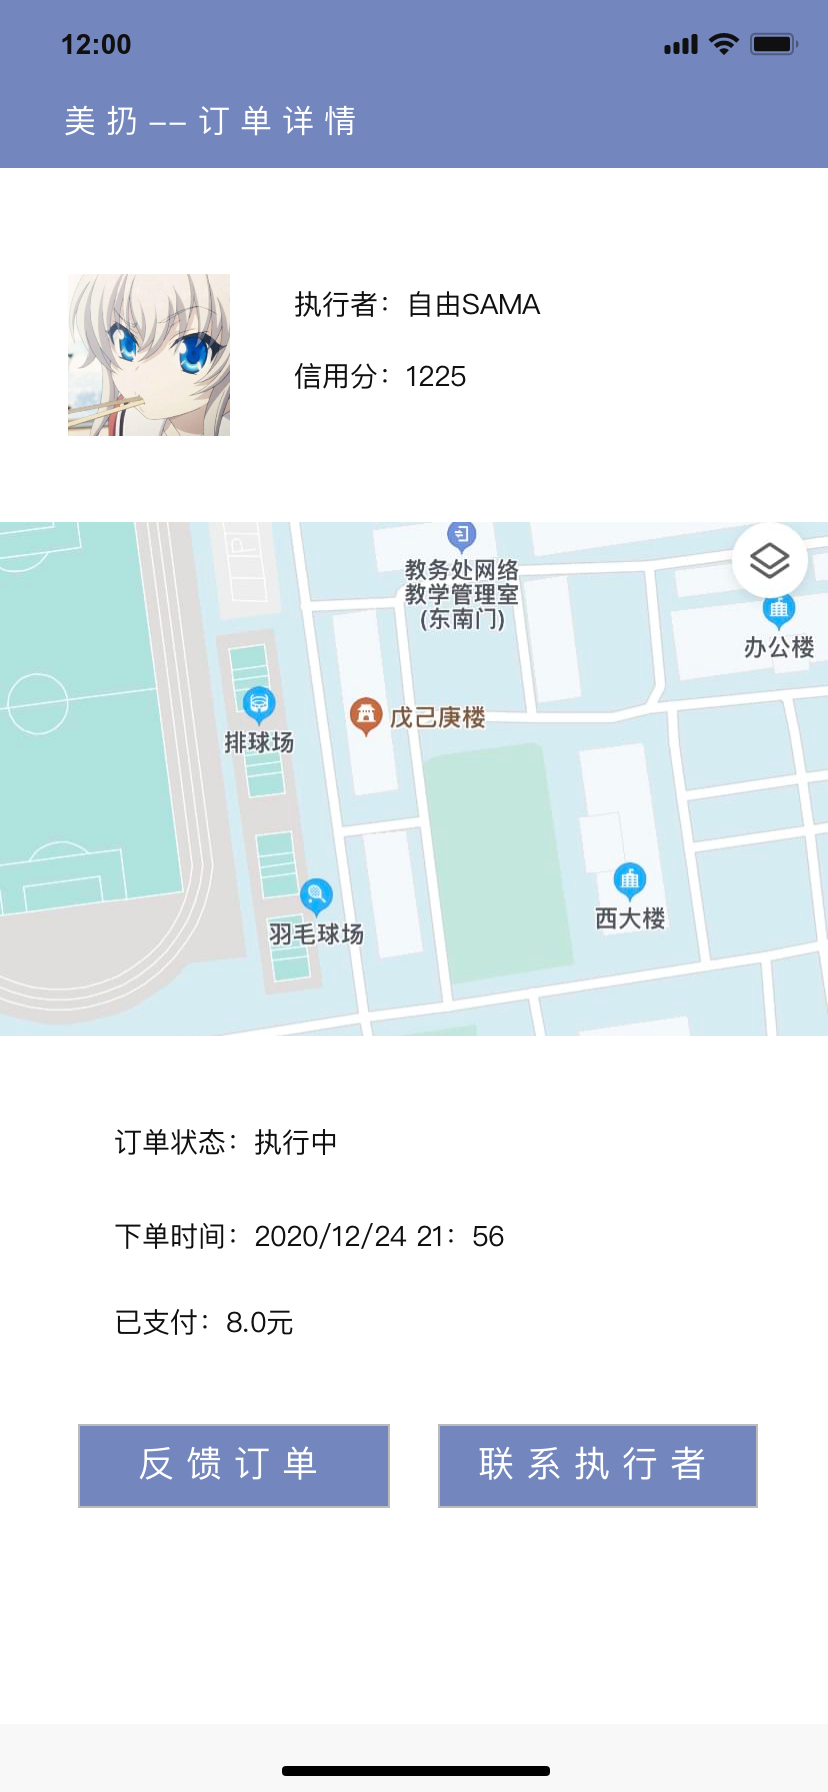 12:00
美扔--订单详情
执行者：自由SAMA
信用分：1225
P
教务处网络
教学管理室
(东南门)
办公楼
戊己庚楼
排球场
西大楼
羽毛球场
订单状态：执行中
下单时间：2020/12/24 21：56
已支付：8.0元
反馈订单
联系执行者